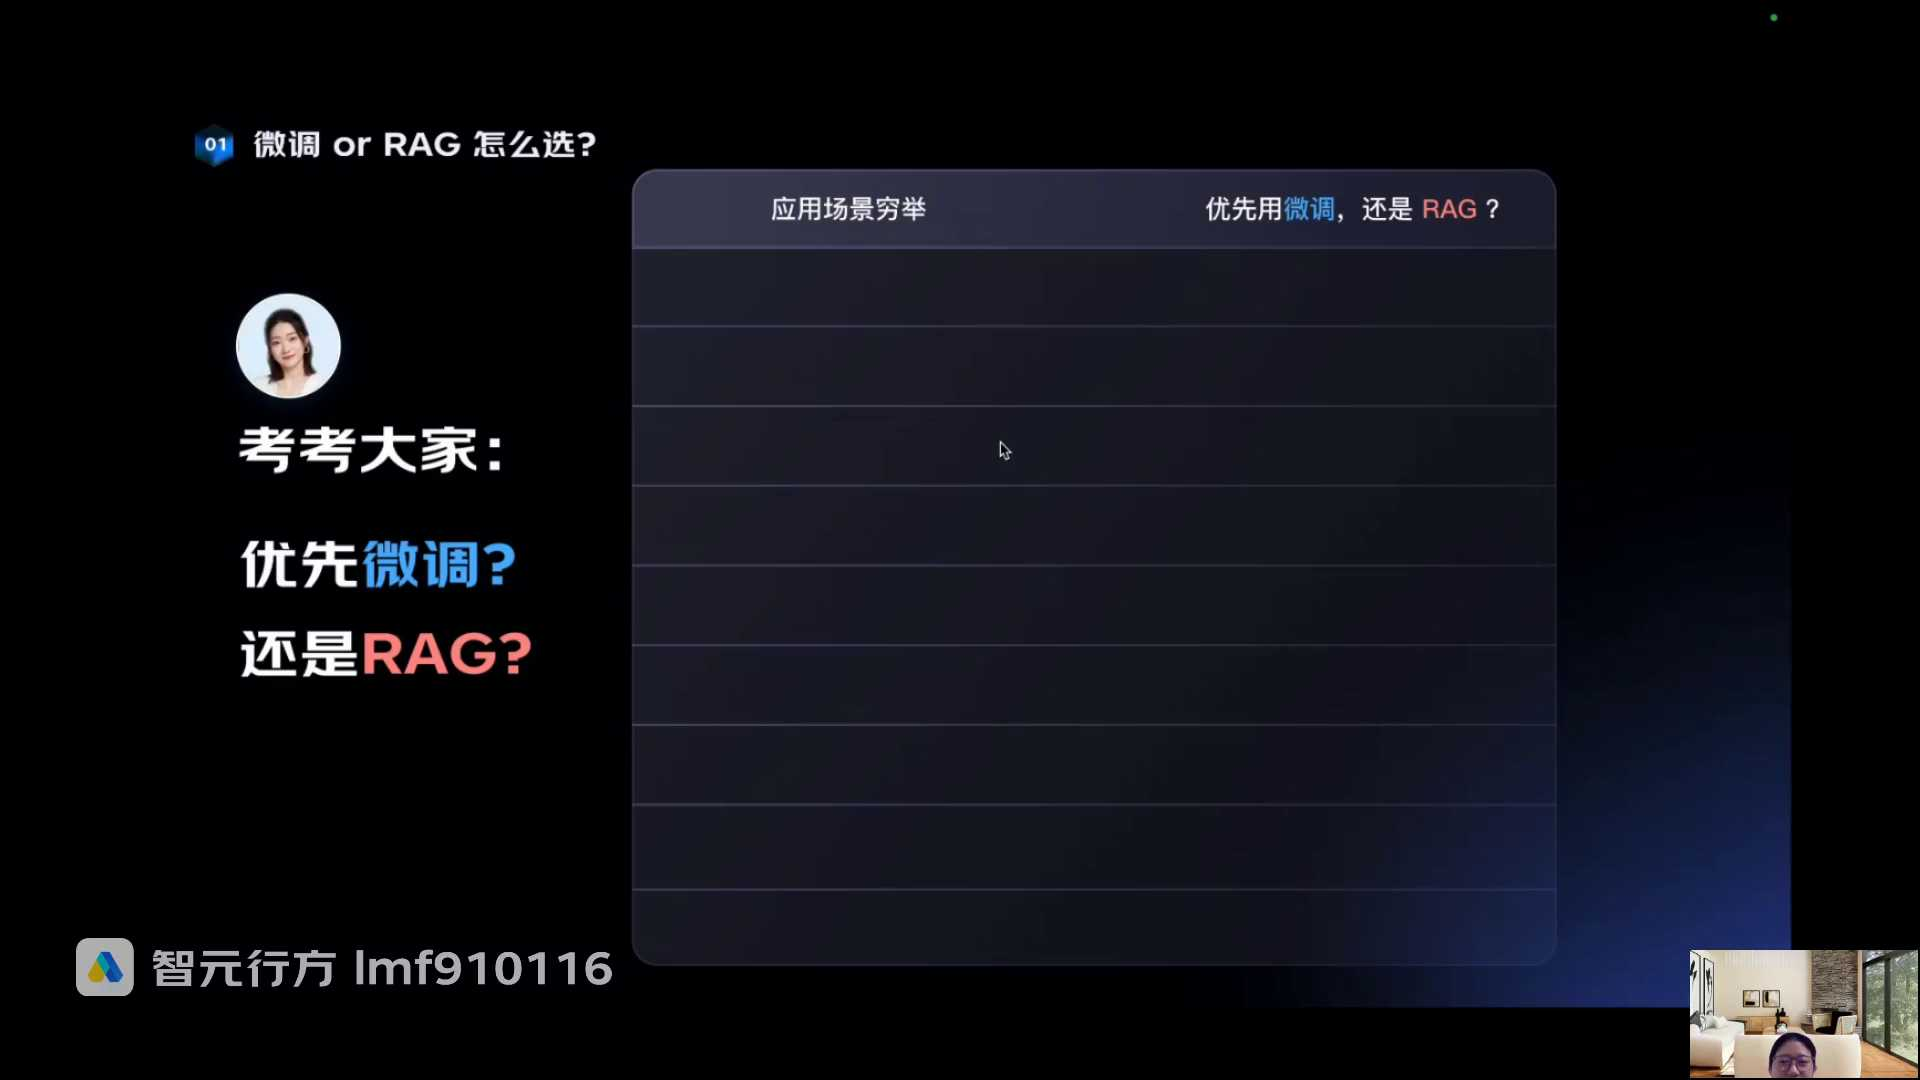 01 微调 or RAG 怎么选?
应用场景穷举
优先用微调，还是 RAG ?
考考大家：
优先微调?
还是RAG?
智元行方 lmf910116